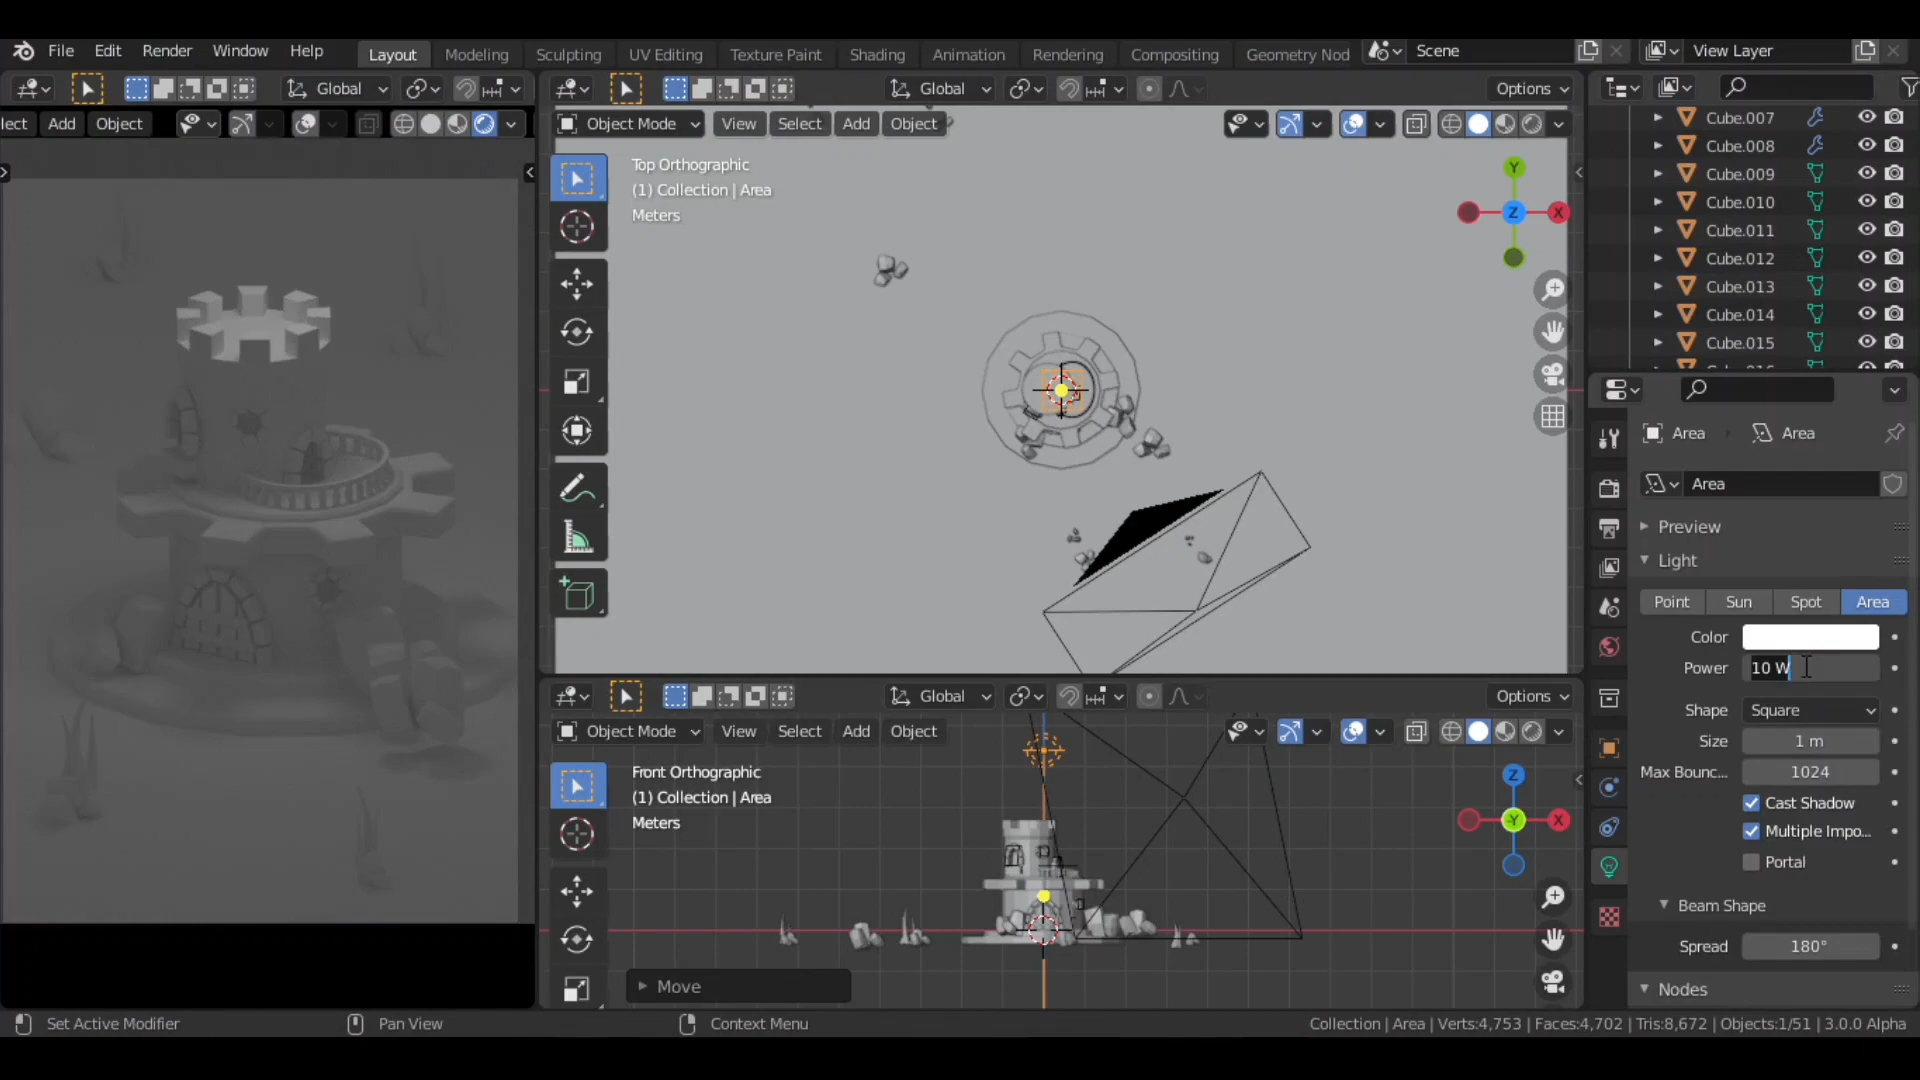 File Edit Render Window Help Layout Modeling Sculpting UV Editing Texture Paint Shading Animation Rendering Compositing Geometry Nod Scene View Layer
Global Global Options
lect Add Object Object Mode View Select Add Object
Top Orthographic
(1) Collection | Area
Meters
Y
Z X
Cube.007
Cube.008
Cube.009
Cube.010
Cube.011
Cube.012
Cube.013
Cube.014
Cube.015
Area Area
Area
Preview
Light
Point Sun Spot Area
Color
Power 10 W
Shape Square
Size 1 m
Max Bounc... 1024
Cast Shadow
Multiple Impo...
Portal
Beam Shape
Spread 180°
Nodes
Global Options
Object Mode View Select Add Object
Front Orthographic
(1) Collection | Area
Meters
Z
-Y X
Move
Set Active Modifier Pan View Context Menu Collection | Area | Verts:4,753 | Faces:4,702 | Tris:8,672 | Objects:1/51 | 3.0.0 Alpha